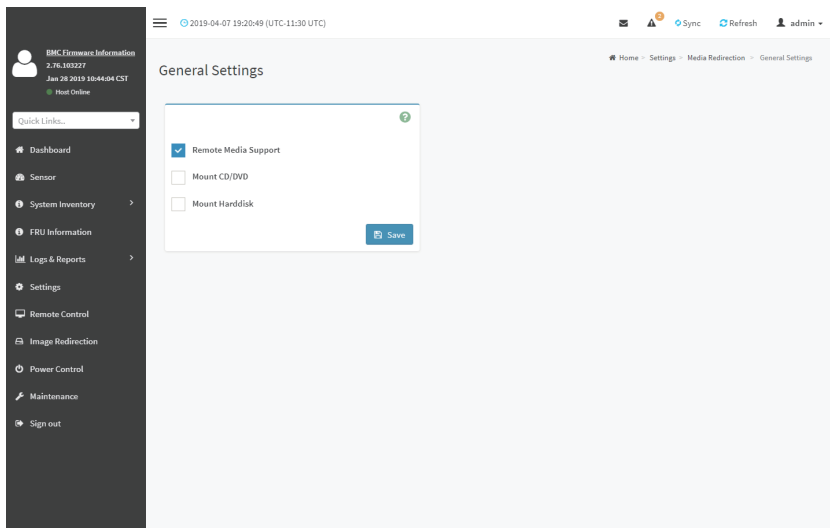 BMC Firmware Information
2.76.103227
Jan 28 2019 10:44:04 CST
Host Online
Quick Links..
Dashboard
Sensor
System Inventory
FRU Information
Logs & Reports
Settings
Remote Control
Image Redirection
Power Control
Maintenance
Sign out
2019-04-07 19:20:49 (UTC-11:30 UTC)
2
Sync
Refresh
admin
General Settings
Home > Settings > Media Redirection > General Settings
?
Remote Media Support
Mount CD/DVD
Mount Harddisk
Save